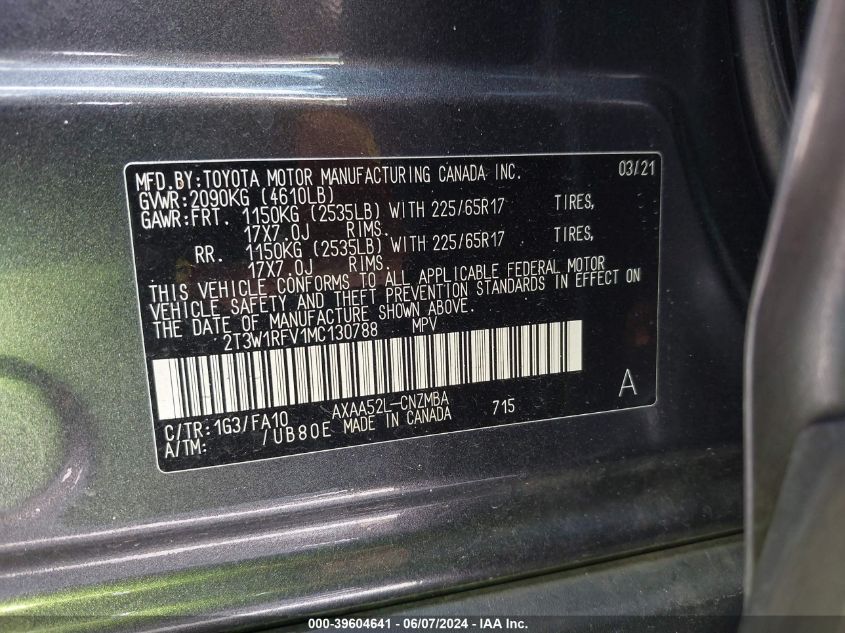 MFD.BY:TOYOTA MOTOR MANUFACTURING CANADA INC. 03/21
GVWR:2090KG (4610LB)
GAWR:FRT. 1150KG (2535LB) WITH 225/65R17 TIRES,
17X7.0J RIMS.
RR. 1150KG (2535LB) WITH 225/65R17 TIRES,
17X7.0J RIMS.
THIS VEHICLE CONFORMS TO ALL APPLICABLE FEDERAL MOTOR
VEHICLE SAFETY AND THEFT PREVENTION STANDARDS IN EFFECT ON
THE DATE OF MANUFACTURE SHOWN ABOVE.
2T3W1RFV1MC130788 MPV
A
C/TR:1G3/FA10 AXAA52L-CNZMBA 715
A/TM: /UB80E MADE IN CANADA
000-39604641 - 06/07/2024 - IAA Inc.